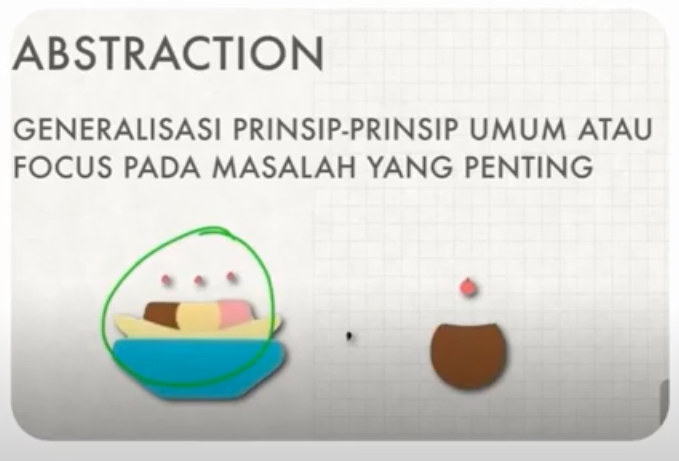 ABSTRACTION
GENERALISASI PRINSIP-PRINSIP UMUM ATAU
FOCUS PADA MASALAH YANG PENTING